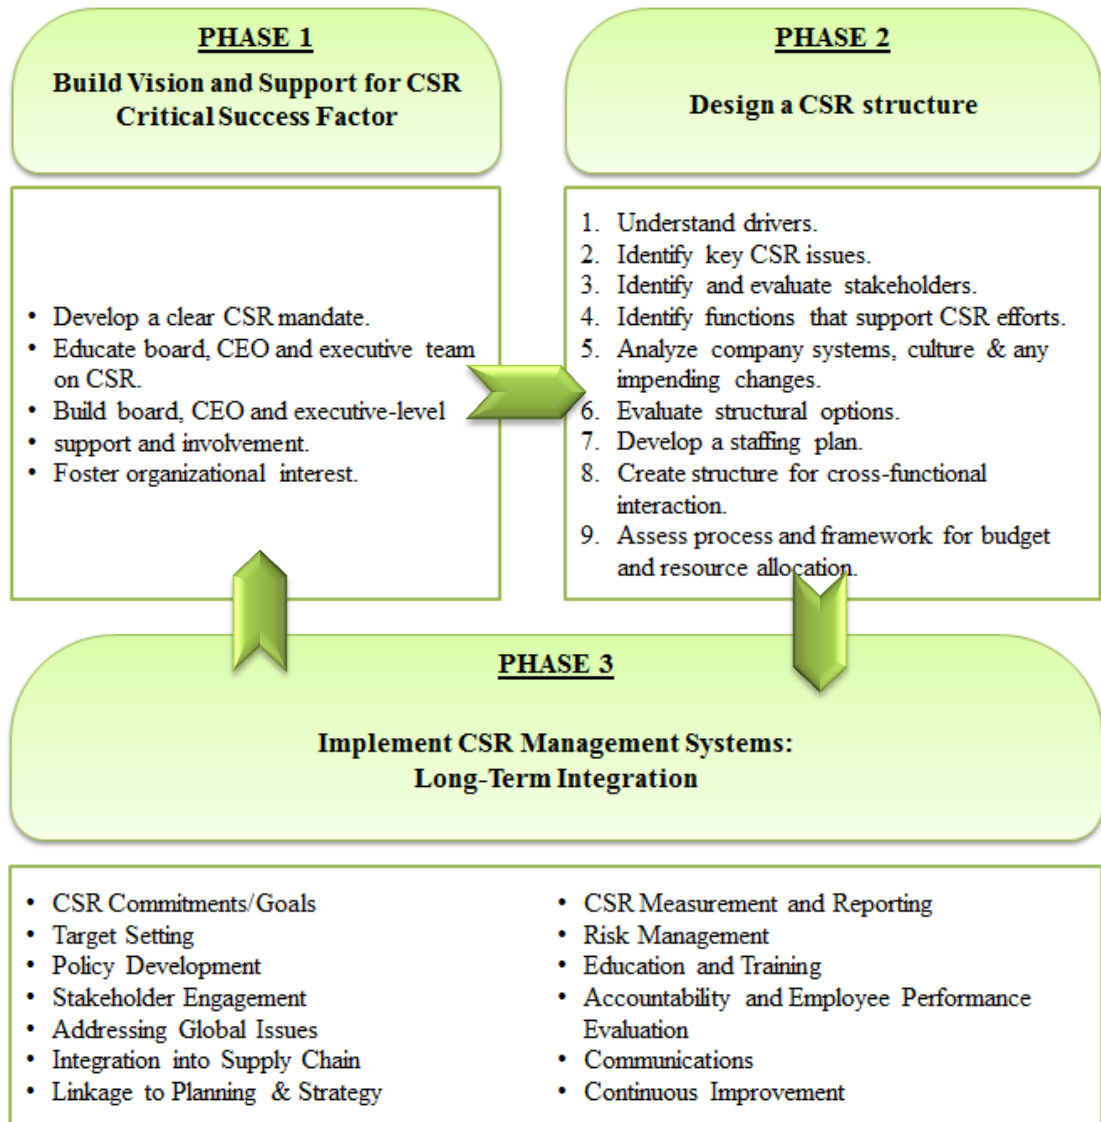 PHASE 1
Build Vision and Support for CSR
Critical Success Factor
• Develop a clear CSR mandate.
• Educate board, CEO and executive team
on CSR.
• Build board, CEO and executive-level
• support and involvement.
• Foster organizational interest.
PHASE 2
Design a CSR structure
1. Understand drivers.
2. Identify key CSR issues.
3. Identify and evaluate stakeholders.
4. Identify functions that support CSR efforts.
5. Analyze company systems, culture & any
impending changes.
6. Evaluate structural options.
7. Develop a staffing plan.
8. Create structure for cross-functional
interaction.
9. Assess process and framework for budget
and resource allocation.
PHASE 3
Implement CSR Management Systems:
Long-Term Integration
• CSR Commitments/Goals
• Target Setting
• Policy Development
• Stakeholder Engagement
• Addressing Global Issues
• Integration into Supply Chain
• Linkage to Planning & Strategy
• CSR Measurement and Reporting
• Risk Management
• Education and Training
• Accountability and Employee Performance
Evaluation
• Communications
• Continuous Improvement